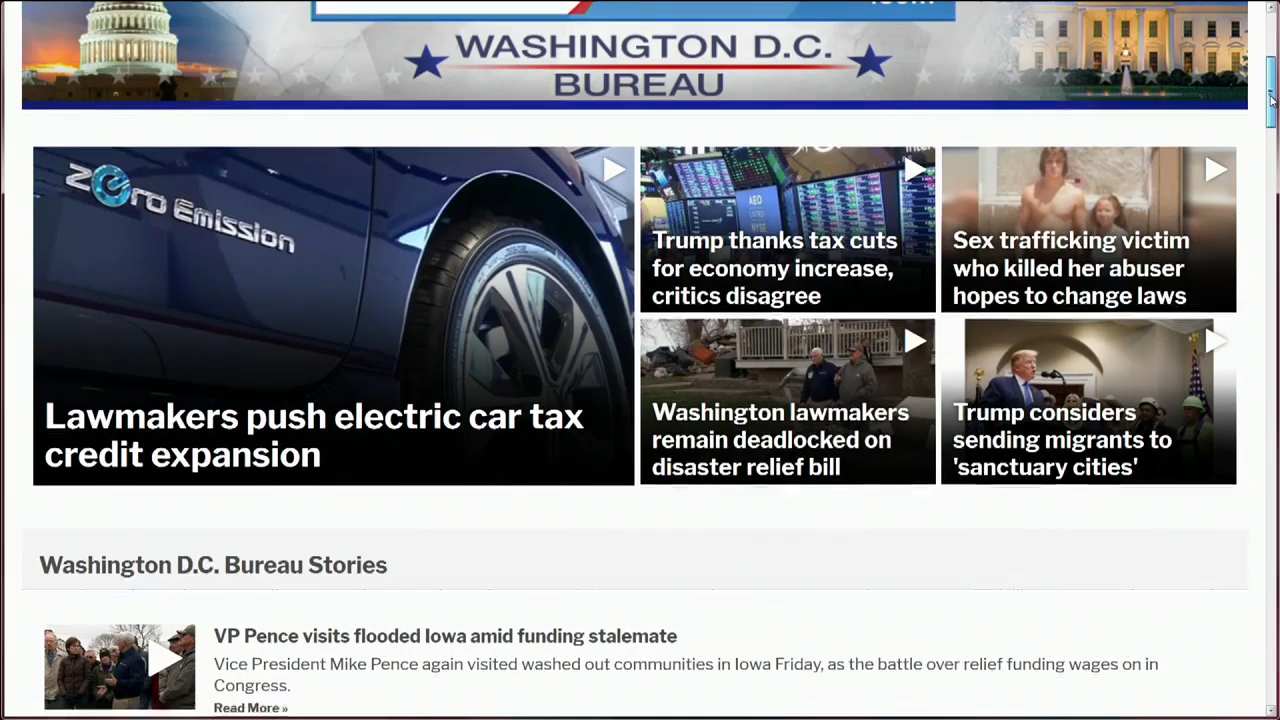 WASHINGTON D.C.
BUREAU
Zero Emission
AEO
LISTED
NYSE
Trump thanks tax cuts
for economy increase,
critics disagree
Sex trafficking victim
who killed her abuser
hopes to change laws
Lawmakers push electric car tax
credit expansion
Washington lawmakers
remain deadlocked on
disaster relief bill
Trump considers
sending migrants to
'sanctuary cities'
Washington D.C. Bureau Stories
VP Pence visits flooded Iowa amid funding stalemate
Vice President Mike Pence again visited washed out communities in Iowa Friday, as the battle over relief funding wages on in
Congress.
Read More »